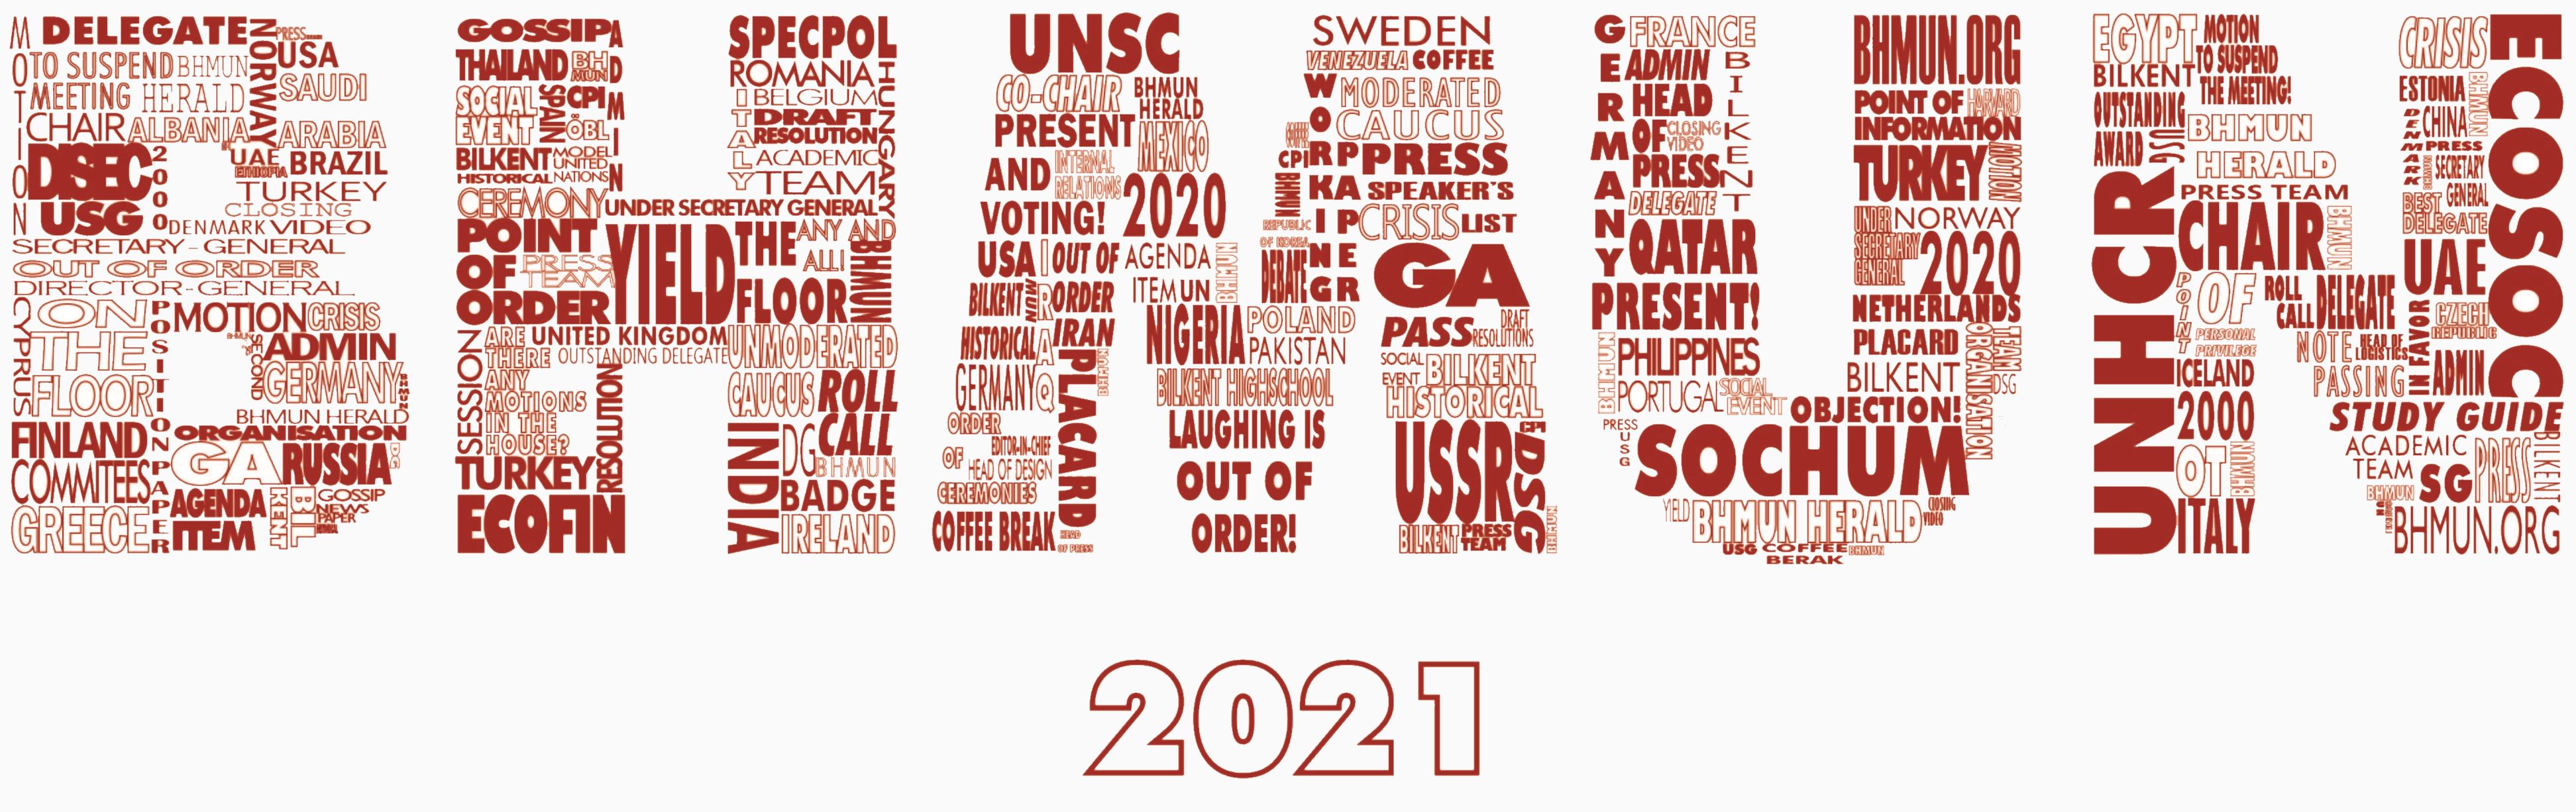 MOTION
DELEGATE
TO SUSPEND
BHMUN
MEETING
HERALD
CHAIR
ALBANIA
NORWAY
PRESS
USA
SAUDI
ARABIA
DISEC
2000
UAE
BRAZIL
ETHIOPIA
TURKEY
CLOSING
USG
DENMARK
VIDEO
SECRETARY-GENERAL
OUT OF ORDER
DIRECTOR-GENERAL
CYPRUS
ON
THE
FLOOR
POSITION PAPER
MOTION
CRISIS
SECOND
ADMIN
GERMANY
BHMUN HERALD
FINLAND
ORGANISATION
GA
RUSSIA
COMMITEES
AGENDA
ITEM
BILKENT
GOSSIP
NEWS
PAPER
GREECE
GOSSIP
ADMIN
THAILAND
BHMUN
SOCIAL
EVENT
SPAIN
CPI
ÖBL
BILKENT
HISTORICAL
MODEL
UNITED
NATIONS
CEREMONY
UNDER SECRETARY GENERAL
POINT
OF
ORDER
PRESS
TEAM
YIELD
THE
FLOOR
ANY AND
ALL!
BHMUN
SESSION
ARE
THERE
ANY
MOTIONS
IN THE
HOUSE?
UNITED KINGDOM
OUTSTANDING DELEGATE
RESOLUTION
TURKEY
ECOFIN
SPECPOL
ROMANIA
HUNGARY
ITALY
BELGIUM
DRAFT
RESOLUTION
ACADEMIC
TEAM
UNMODERATED
CAUCUS
ROLL
CALL
INDIA
DG
BHMUN
BADGE
IRELAND
UNSC
CO-CHAIR
BHMUN
HERALD
PRESENT
AND
VOTING!
INTERNAL
RELATIONS
MEXICO
2020
USA
OUT OF
ORDER
AGENDA
ITEM
UN
BHMUN
BILKENT
MUN
HISTORICAL
IRAQ
IRAN
GERMANY
PLACARD
BHMUN
ORDER
OF
EDITOR-IN-CHIEF
HEAD OF DESIGN
CEREMONIES
COFFEE BREAK
HEAD
OF PRESS
SWEDEN
VENEZUELA
COFFEE
WORKING
PAPER
MODERATED
CAUCUS
CPI
PRESS
BHMUN
SPEAKER'S
LIST
REPUBLIC
OF KOREA
CRISIS
DEBATE
GA
NIGERIA
POLAND
PAKISTAN
PASS
DRAFT
RESOLUTIONS
BILKENT HIGHSCHOOL
SOCIAL
EVENT
BILKENT
HISTORICAL
LAUGHING IS
OUT OF
ORDER!
USSR
CPI
DSG
BILKENT
PRESS
TEAM
BHMUN
GERMANY
FRANCE
ADMIN
BILKENT
HEAD
OF
PRESS
CLOSING
VIDEO
DELEGATE
QATAR
PRESENT!
BHMUN
PHILIPPINES
PORTUGAL
SOCIAL
EVENT
OBJECTION!
PRESS
USG
SOCHUM
YIELD
BHMUN HERALD
CLOSING
VIDEO
USG
COFFEE
BHMUN
BERAK
BHMUN.ORG
POINT OF
INFORMATION
HARVARD
TURKEY
MOTION
UNDER
SECRETARY
GENERAL
NORWAY
2020
NETHERLANDS
PLACARD
BILKENT
ORGANISATION
TEAM
DSG
EGYPT
MOTION
TO SUSPEND
THE MEETING!
BILKENT
OUTSTANDING
AWARD
USG
BHMUN
HERALD
PRESS TEAM
UNHCR
CHAIR
BHMUN
POINT
OF
PERSONAL
PRIVILEGE
ROLL
CALL
DELEGATE
NOTE
PASSING
HEAD OF
LOGISTICS
ICELAND
2000
OT
BHMUN
ITALY
CRISIS
ECOSOC
ESTONIA
BHMUN
DENMARK
CHINA
PRESS
SECRETARY
GENERAL
BEST
DELEGATE
UAE
IN FAVOR
CZECH
REPUBLIC
ADMIN
STUDY GUIDE
ACADEMIC
TEAM
BHMUN
SG
PRESS
BILKENT
BHMUN.ORG
2021